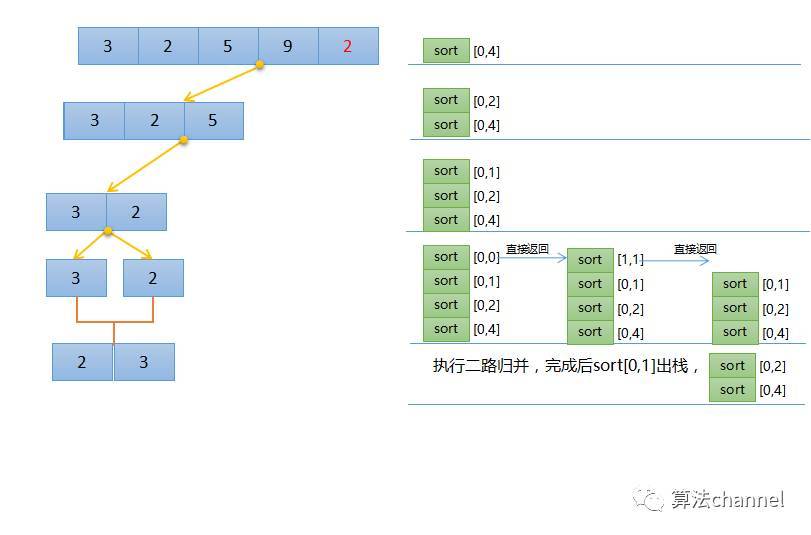 3 2 5 9 2
sort [0,4]
3 2 5
sort [0,2]
sort [0,4]
3 2
sort [0,1]
sort [0,2]
sort [0,4]
3 2
sort [0,0] 直接返回 sort [1,1] 直接返回
sort [0,1] sort [0,1] sort [0,1]
sort [0,2] sort [0,2] sort [0,2]
sort [0,4] sort [0,4] sort [0,4]
2 3
执行二路归并，完成后sort[0,1]出栈， sort [0,2]
sort [0,4]
算法channel